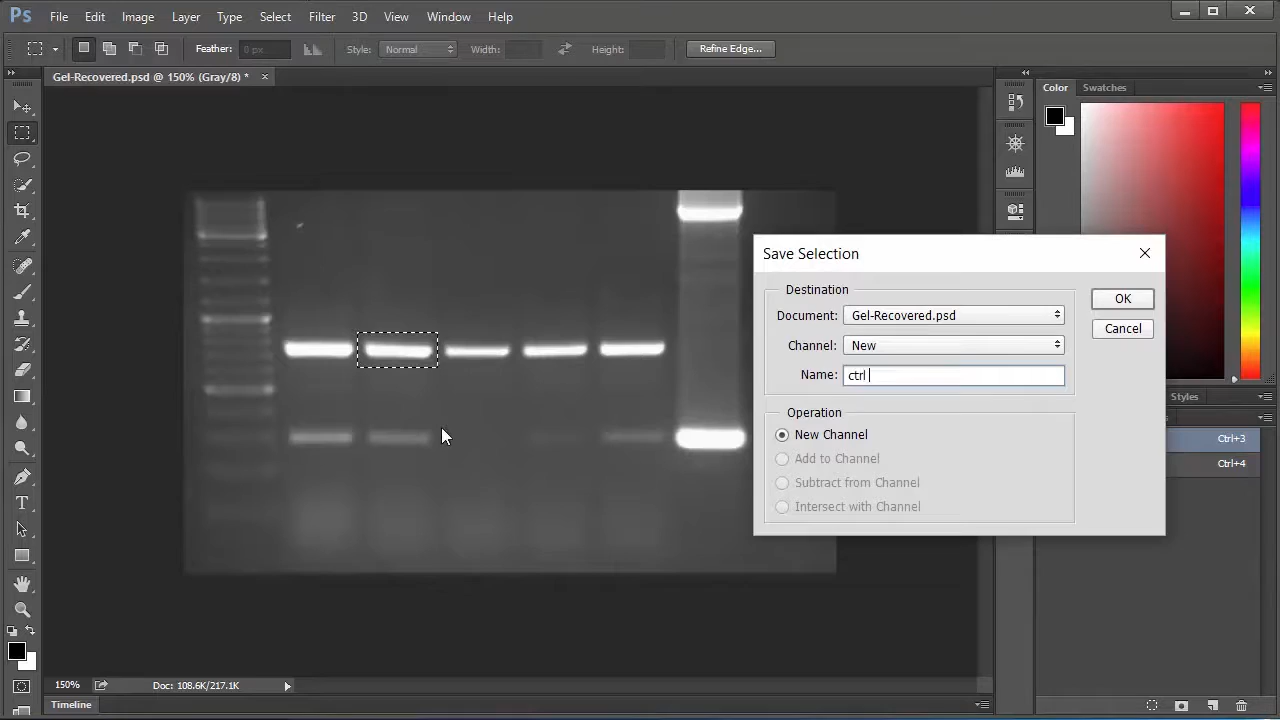 Ps File Edit Image Layer Type Select Filter 3D View Window Help
Feather: 0 px Style: Normal Width: Height: Refine Edge...
Gel-Recovered.psd @ 150% (Gray/8) *
Color Swatches
Save Selection
Destination
Document: Gel-Recovered.psd
Channel: New
Name: ctrl
OK
Cancel
Operation
New Channel
Add to Channel
Subtract from Channel
Intersect with Channel
Styles
Ctrl+3
Ctrl+4
150% Doc: 108.6K/217.1K
Timeline